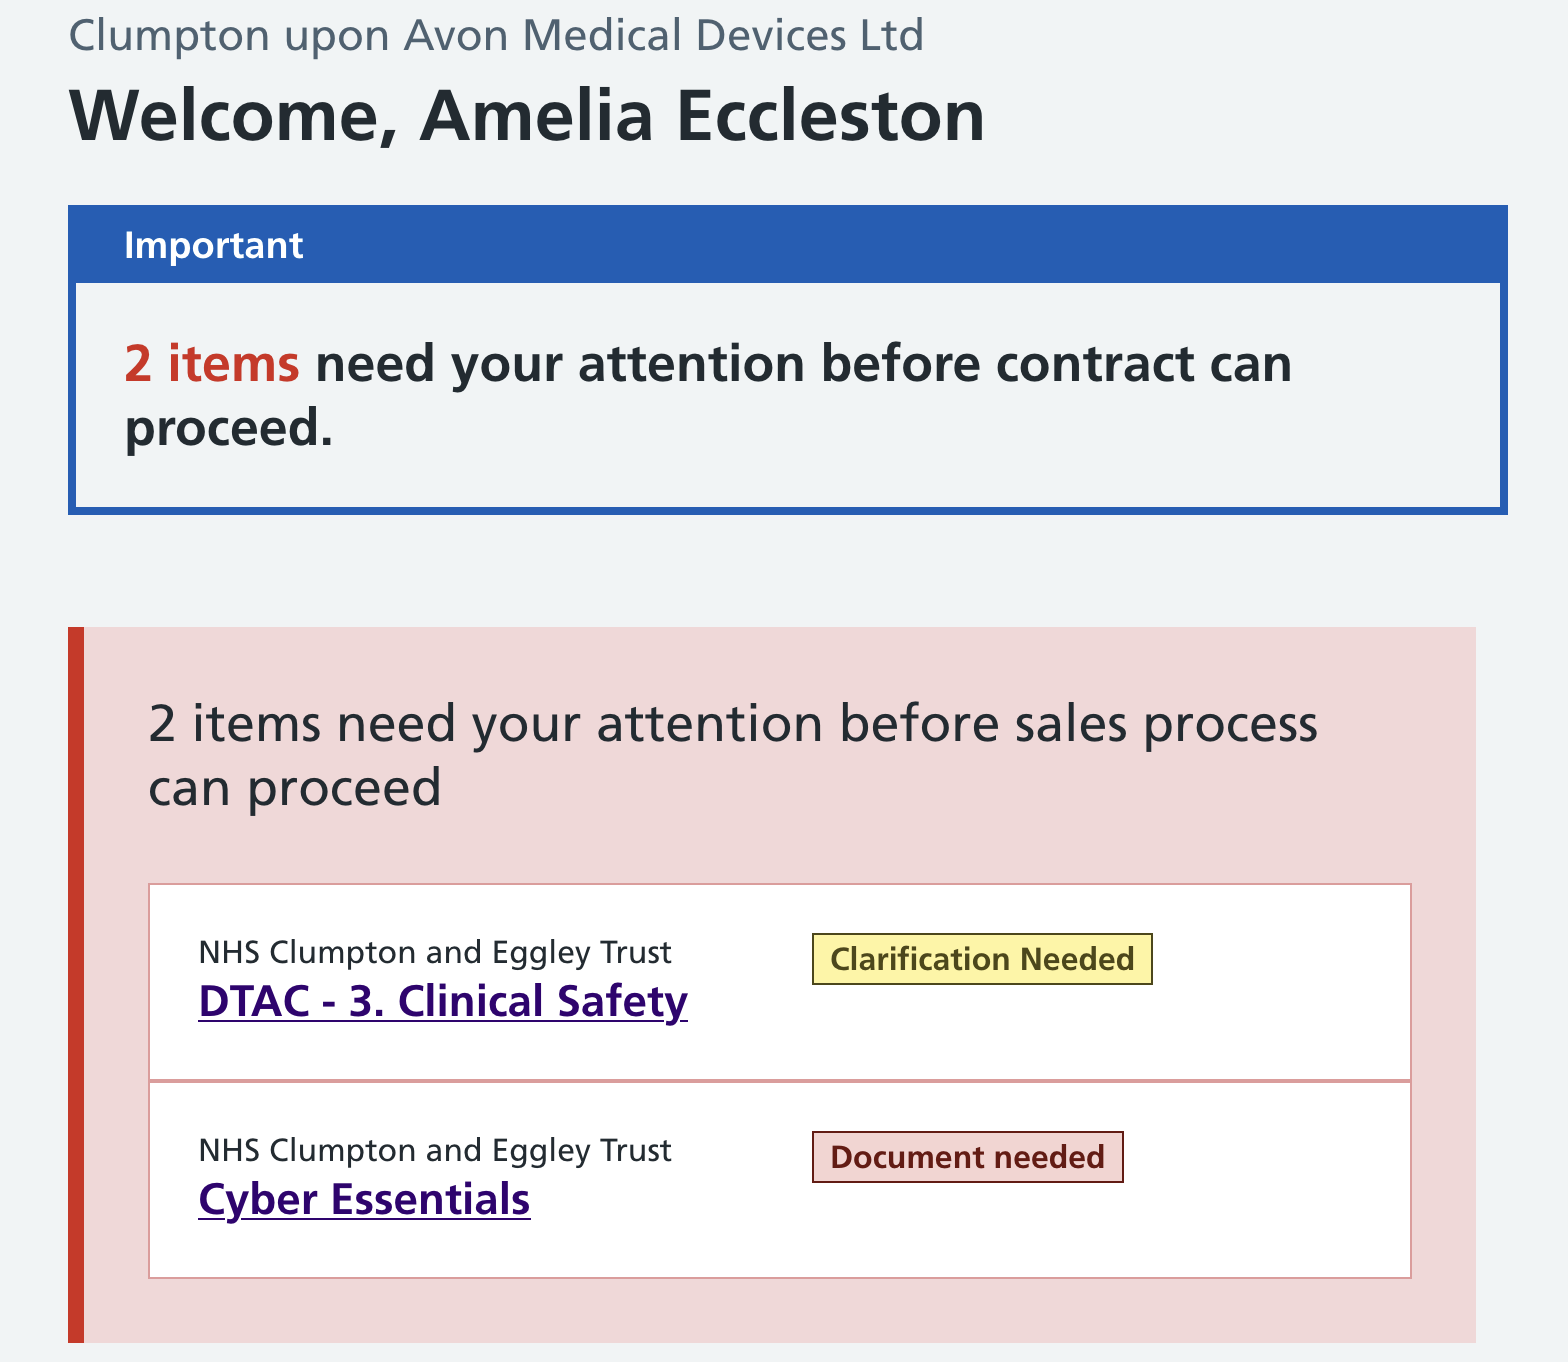 Clumpton upon Avon Medical Devices Ltd
Welcome, Amelia Eccleston
Important
2 items need your attention before contract can
proceed.
2 items need your attention before sales process
can proceed
NHS Clumpton and Eggley Trust
Clarification Needed
DTAC - 3. Clinical Safety
NHS Clumpton and Eggley Trust
Document needed
Cyber Essentials